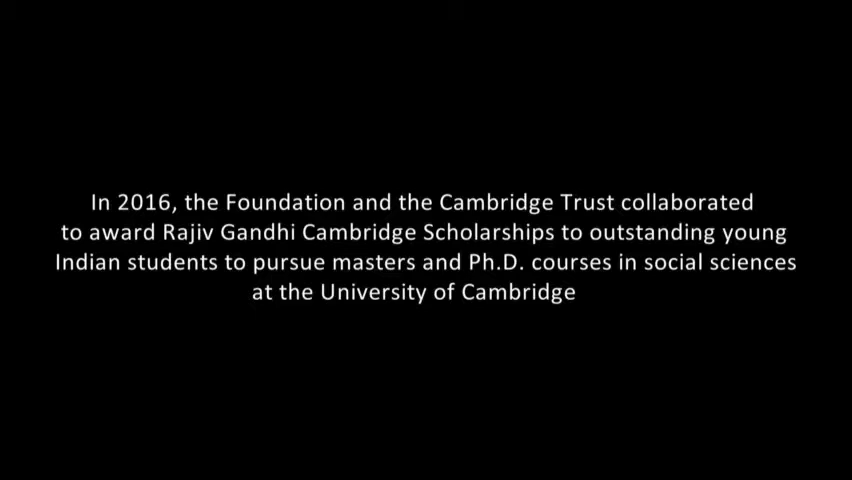 In 2016, the Foundation and the Cambridge Trust collaborated
to award Rajiv Gandhi Cambridge Scholarships to outstanding young
Indian students to pursue masters and Ph.D. courses in social sciences
at the University of Cambridge